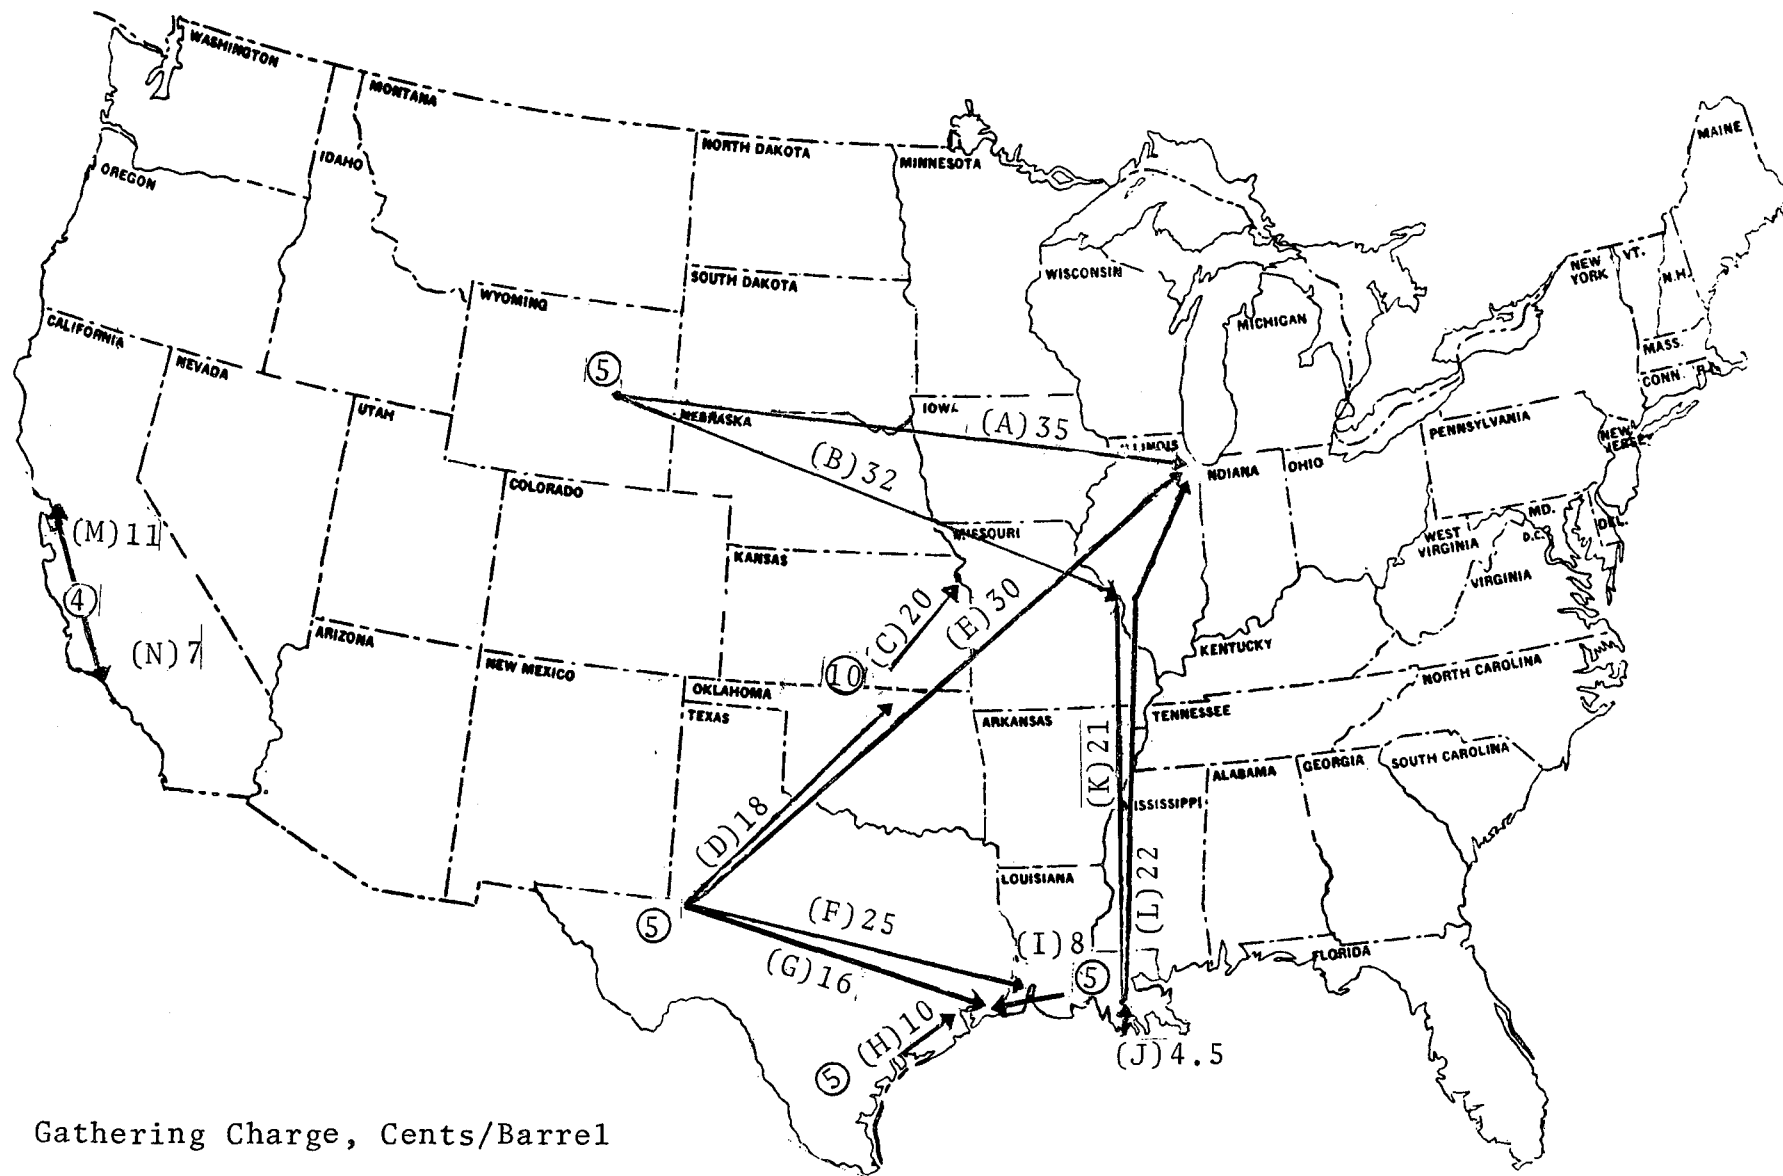 WASHINGTON
MONTANA
MAINE
NORTH DAKOTA
MINNESOTA
IDAHO
OREGON
VT.
NEW
YORK
N.H.
WISCONSIN
SOUTH DAKOTA
WYOMING
MICHIGAN
CALIFORNIA
MASS.
NEVADA
5
CONN.
R.I.
UTAH
IOWA
NEBRASKA
(A)35
PENNSYLVANIA
NEW
JERSEY
ILLINOIS
(B)32
NDIANA
OHIO
COLORADO
MD.
DEL.
(M)11
MISSOURI
WEST
VIRGINIA
D.C.
KANSAS
VIRGINIA
4
(C)20
(E)30
ARIZONA
(N)7
KENTUCKY
NEW MEXICO
10
NORTH CAROLINA
OKLAHOMA
TEXAS
ARKANSAS
TENNESSEE
(K)21
SOUTH CAROLINA
GEORGIA
ALABAMA
MISSISSIPPI
(D)18
LOUISIANA
(L)22
(F)25
5
(I)8
FLORIDA
(G)16
5
(H)10
(J)4.5
5
Gathering Charge, Cents/Barrel